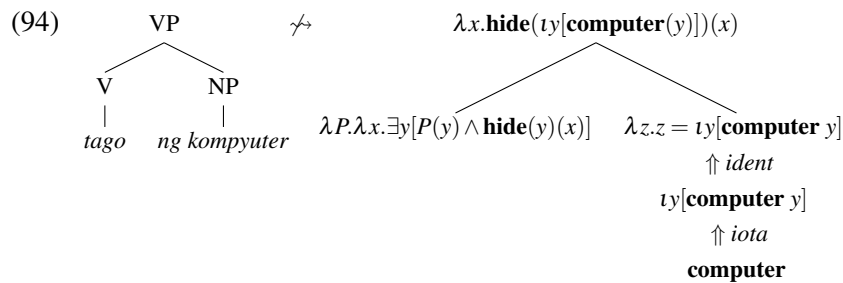 (94) VP ↛ λx.hide(ιy[computer(y)])(x)
V NP λP.λx.∃y[P(y) ∧ hide(y)(x)] λz.z = ιy[computer y]
tago ng kompyuter ⇑ ident
ιy[computer y]
⇑ iota
computer